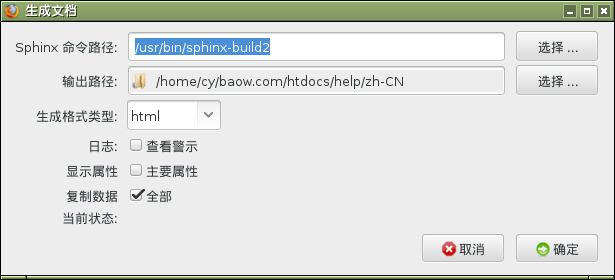 生成文档
Sphinx 命令路径: /usr/bin/sphinx-build2 选择 ...
输出路径: /home/cy/baow.com/htdocs/help/zh-CN 选择 ...
生成格式类型: html
日志: 查看警示
显示属性 主要属性
复制数据 全部
当前状态:
取消 确定